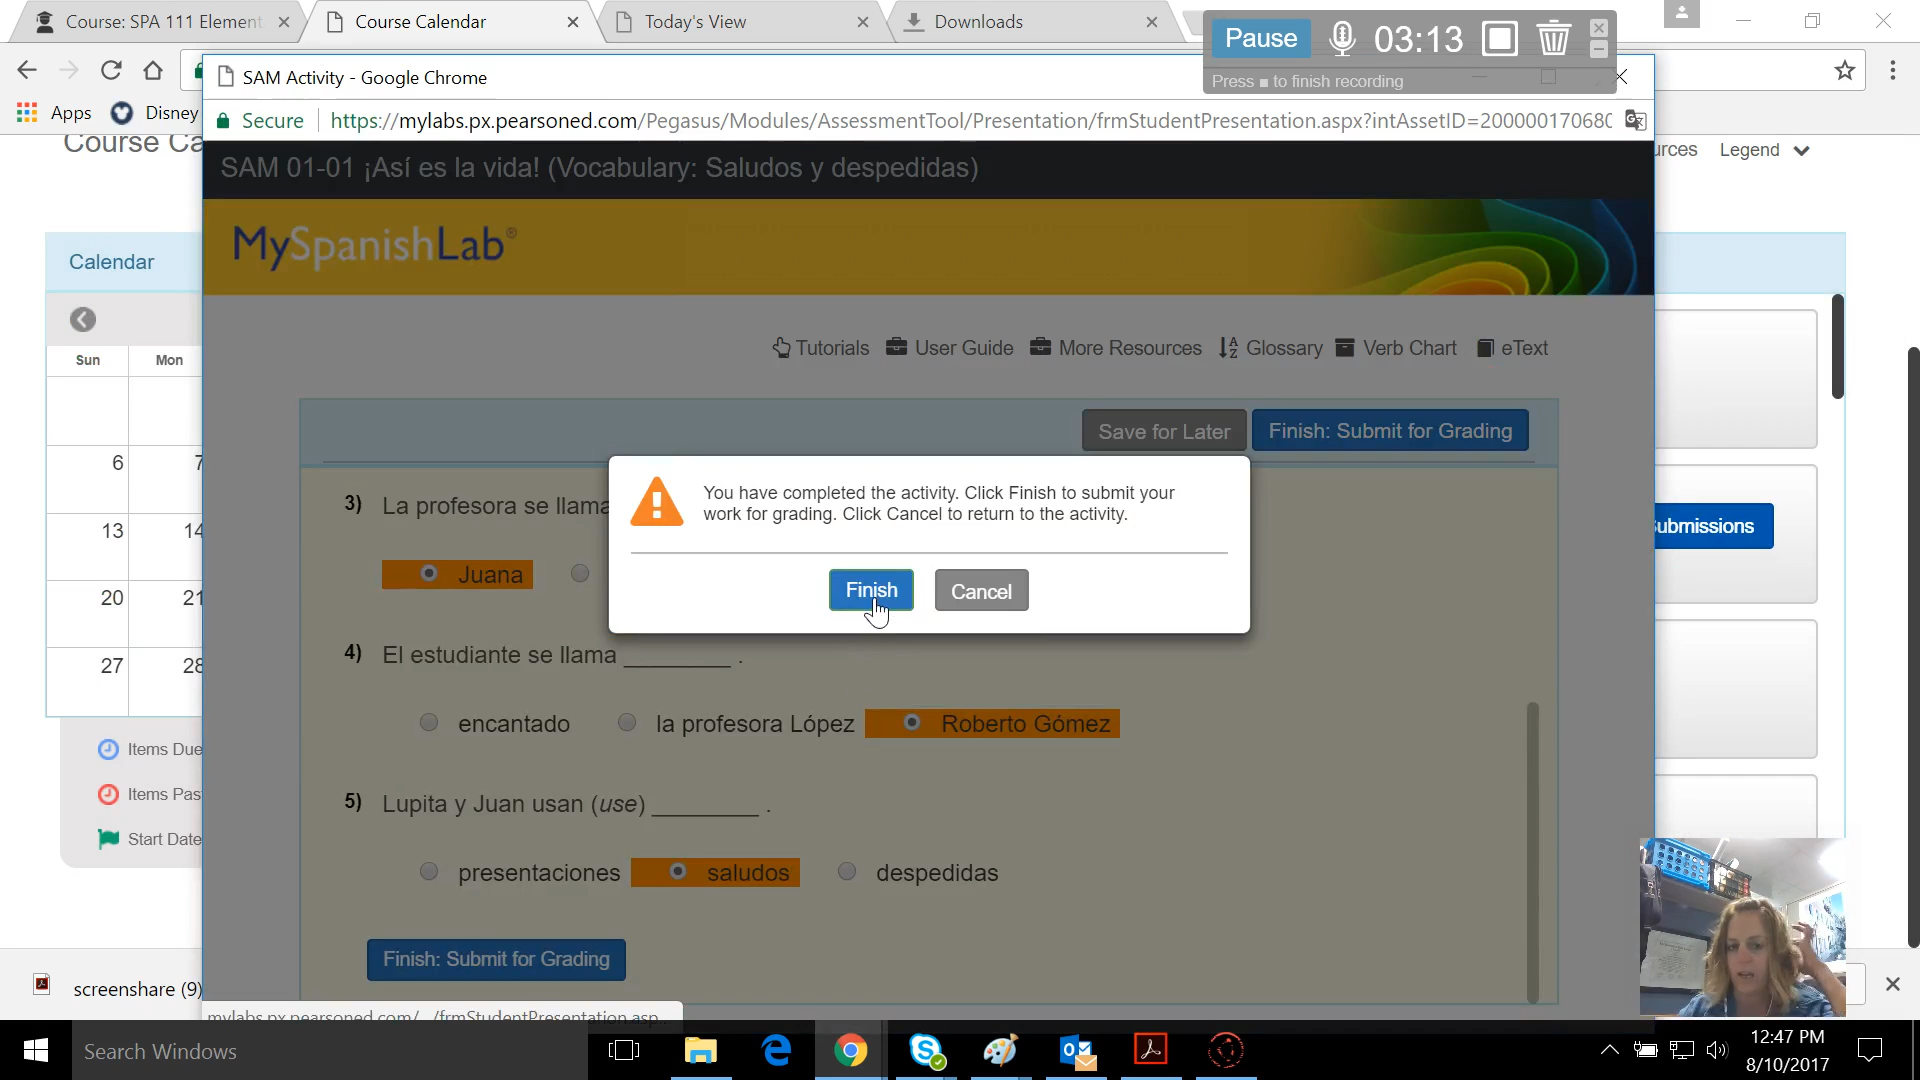 Course: SPA 111 Element
Course Calendar
Today's View
Downloads
Pause
03:13
Press ■ to finish recording
SAM Activity - Google Chrome
Secure
https://mylabs.px.pearsoned.com/Pegasus/Modules/AssessmentTool/Presentation/frmStudentPresentation.aspx?intAssetID=200000170680
Apps
Disney
Course Ca
Legend
SAM 01-01 ¡Así es la vida! (Vocabulary: Saludos y despedidas)
MySpanishLab®
Calendar
Sun Mon
6 7
13 14
20 21
27 28
Items Due
Items Pas
Start Date
Tutorials User Guide More Resources Glossary Verb Chart eText
Save for Later Finish: Submit for Grading
3) La profesora se llama
Juana
You have completed the activity. Click Finish to submit your
work for grading. Click Cancel to return to the activity.
Finish Cancel
4) El estudiante se llama ________ .
encantado la profesora López Roberto Gómez
5) Lupita y Juan usan (use) ________ .
presentaciones saludos despedidas
Finish: Submit for Grading
ubmissions
screenshare (9)
mylabs.px.pearsoned.com/.../frmStudentPresentation.asp...
Search Windows
12:47 PM
8/10/2017